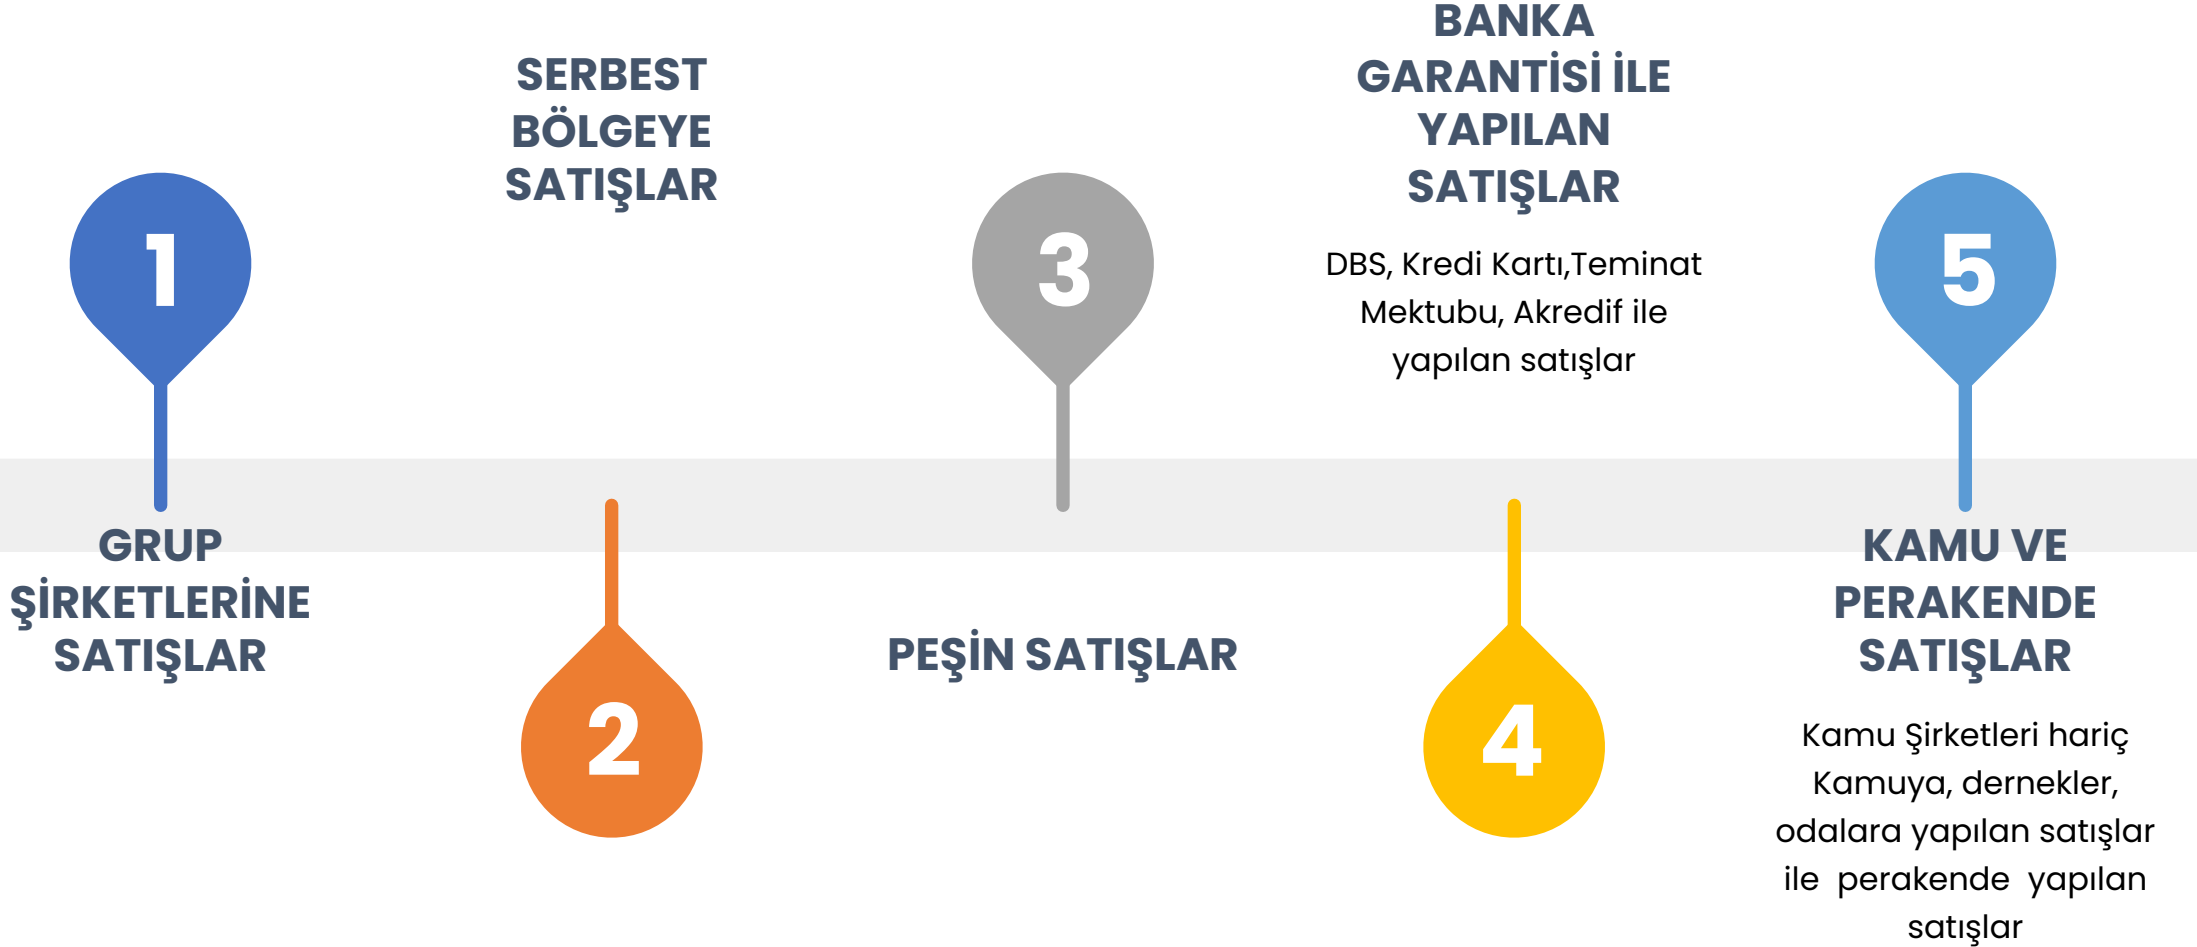 1
GRUP
ŞİRKETLERİNE
SATIŞLAR
SERBEST
BÖLGEYE
SATIŞLAR
2
3
PEŞİN SATIŞLAR
BANKA
GARANTİSİ İLE
YAPILAN
SATIŞLAR
DBS, Kredi Kartı,Teminat
Mektubu, Akredif ile
yapılan satışlar
4
5
KAMU VE
PERAKENDE
SATIŞLAR
Kamu Şirketleri hariç
Kamuya, dernekler,
odalara yapılan satışlar
ile perakende yapılan
satışlar